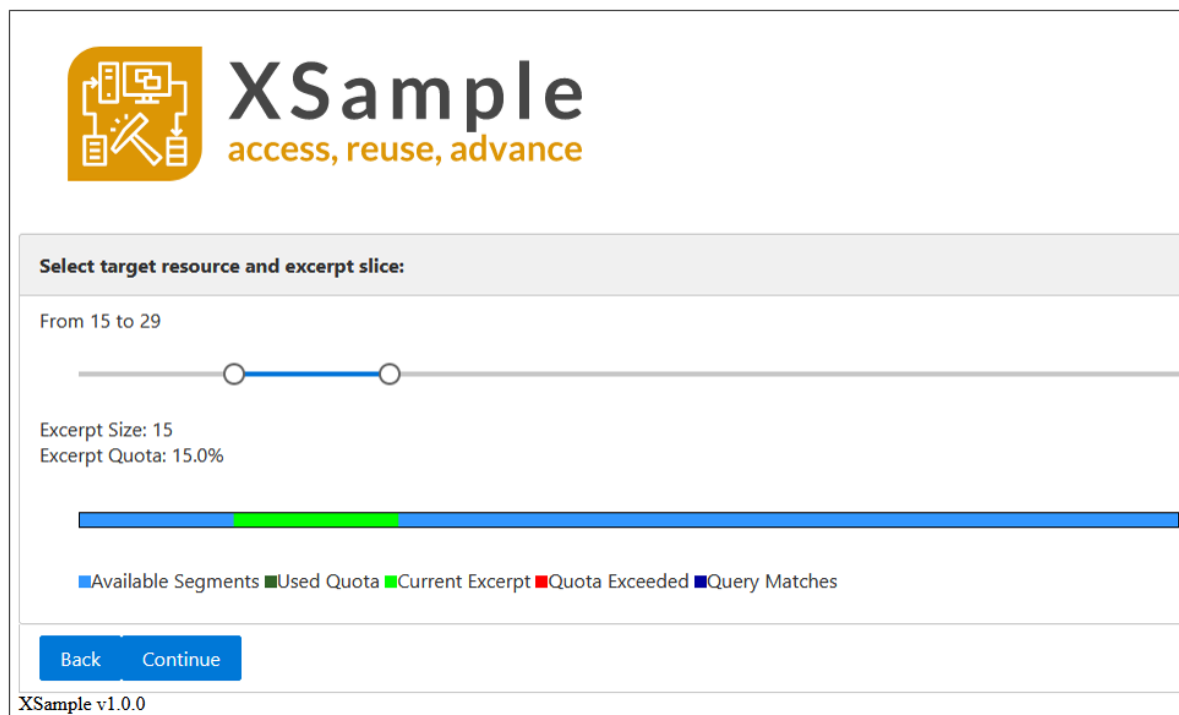 XSample
access, reuse, advance
Select target resource and excerpt slice:
From 15 to 29
Excerpt Size: 15
Excerpt Quota: 15.0%
Available Segments Used Quota Current Excerpt Quota Exceeded Query Matches
Back Continue
XSample v1.0.0